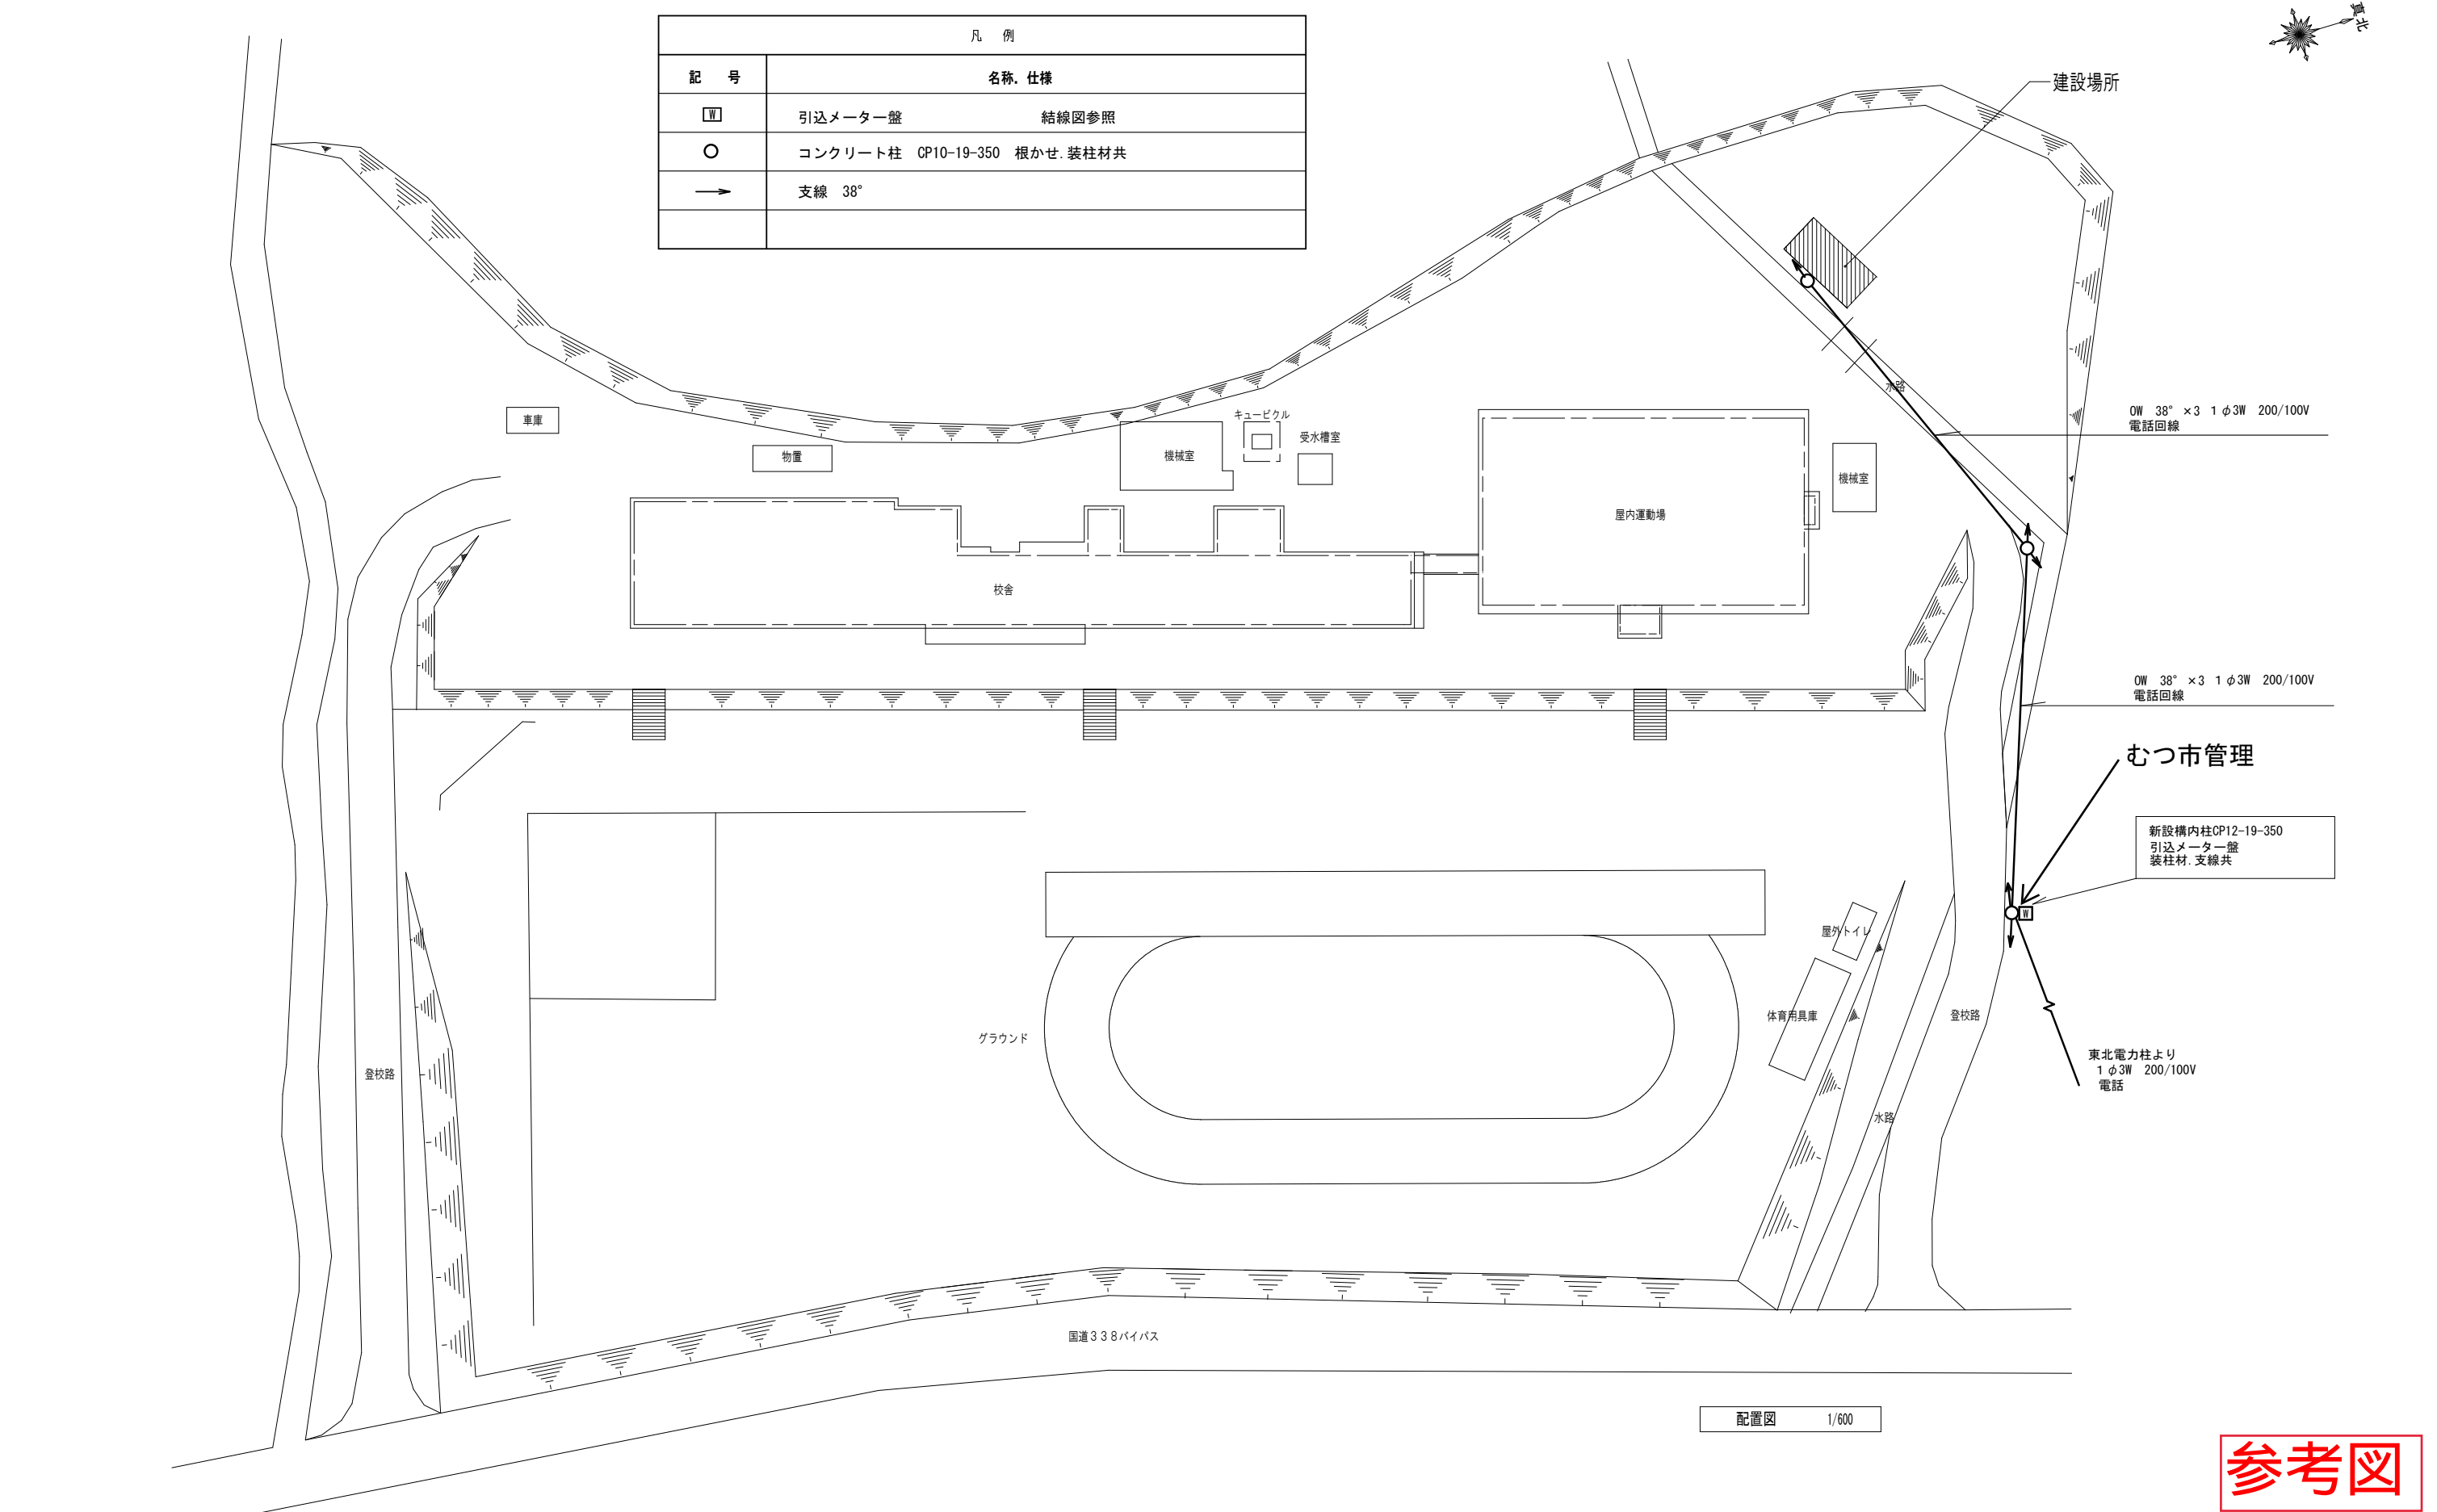 凡 例
記 号
名称．仕様
W
引込メーター盤 結線図参照
コンクリート柱 CP10-19-350 根かせ.装柱材共
支線 38°
真北
建設場所
水路
OW 38° ×3 1φ3W 200/100V
電話回線
車庫
物置
機械室
キュービクル
受水槽室
機械室
屋内運動場
校舎
OW 38° ×3 1φ3W 200/100V
電話回線
むつ市管理
新設構内柱CP12-19-350
引込メーター盤
装柱材.支線共
W
屋外トイレ
体育用具庫
登校路
グラウンド
東北電力柱より
1φ3W 200/100V
電話
登校路
水路
国道３３８バイパス
配置図 1/600
参考図